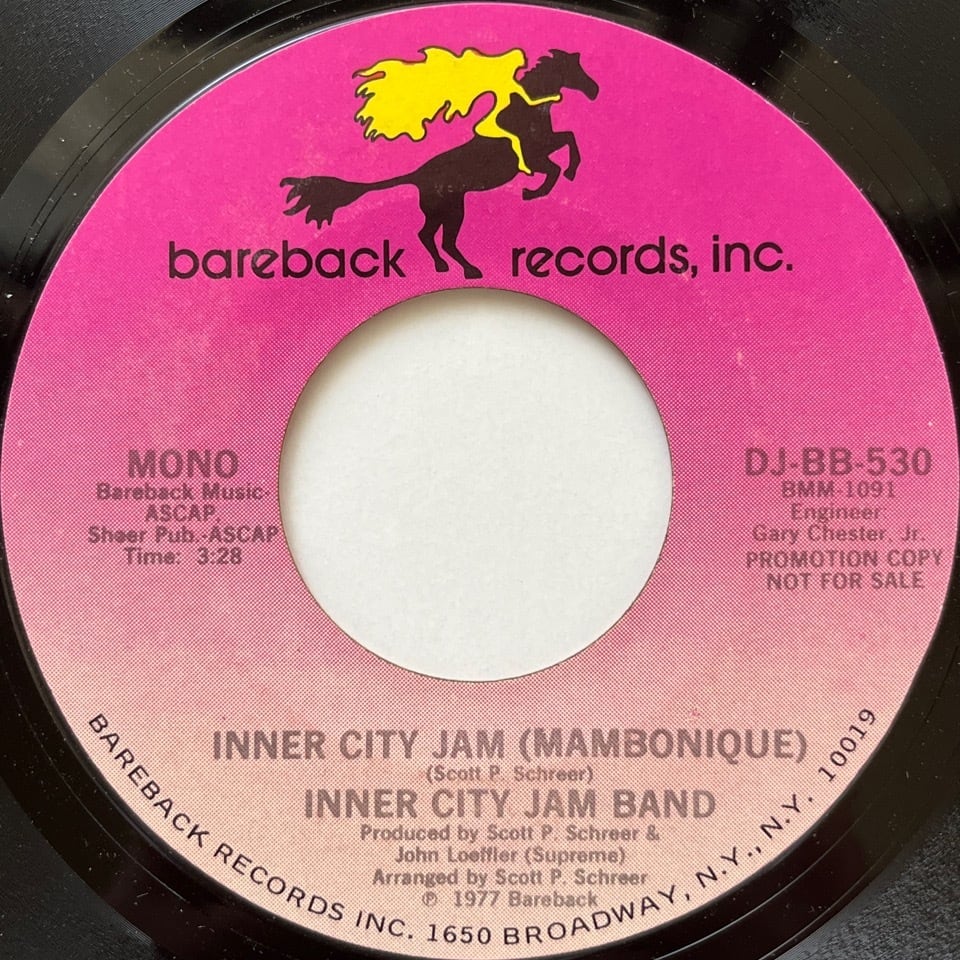 bareback records, inc.
MONO
Bareback Music-
ASCAP,
Sheer Pub.-ASCAP
Time: 3:28
DJ-BB-530
BMM-1091
Engineer:
Gary Chester, Jr.
PROMOTION COPY
NOT FOR SALE
INNER CITY JAM (MAMBONIQUE)
(Scott P. Schreer)
INNER CITY JAM BAND
Produced by Scott P. Schreer &
John Loeffler (Supreme)
Arranged by Scott P. Schreer
℗ 1977 Bareback
BAREBACK RECORDS INC. 1650 BROADWAY, N.Y., N.Y. 10019